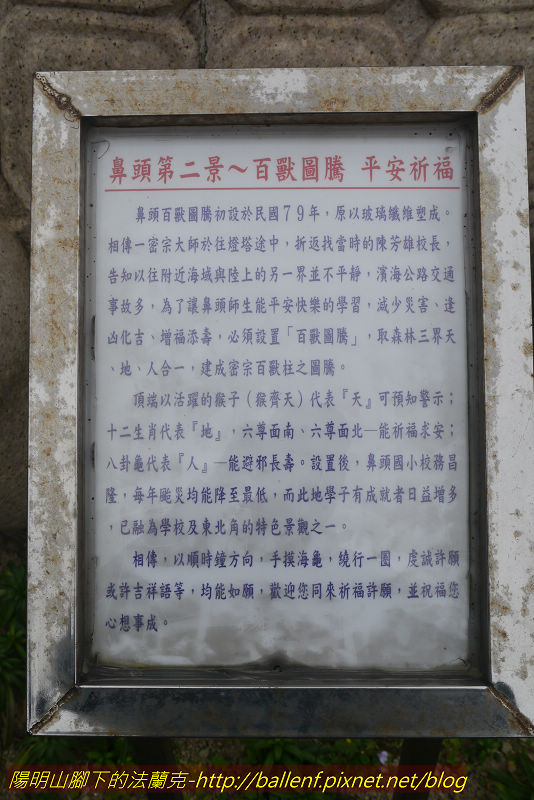 鼻頭第二景～百獸圖騰 平安祈福
鼻頭百獸圖騰初設於民國79年，原以玻璃纖維塑成。
相傳一密宗大師於往燈塔途中，折返找當時的陳芳雄校長，
告知以往附近海域與陸上的另一界並不平靜，濱海公路交通
事故多，為了讓鼻頭師生能平安快樂的學習，減少災害、逢
凶化吉、增福添壽，必須設置「百獸圖騰」，取森林三界天
、地、人合一，建成密宗百獸柱之圖騰。
頂端以活躍的猴子（猴齊天）代表『天』可預知警示；
十二生肖代表『地』，六尊面南、六尊面北—能祈福求安；
八卦龜代表『人』—能避邪長壽。設置後，鼻頭國小校務昌
隆，每年颱災均能降至最低，而此地學子有成就者日益增多
，已融為學校及東北角的特色景觀之一。
相傳，以順時鐘方向，手摸海龜，繞行一圈，虔誠許願
或許吉祥語等，均能如願，歡迎您同來祈福許願，並祝福您
心想事成。
陽明山腳下的法蘭克-http://ballenf.pixnet.net/blog